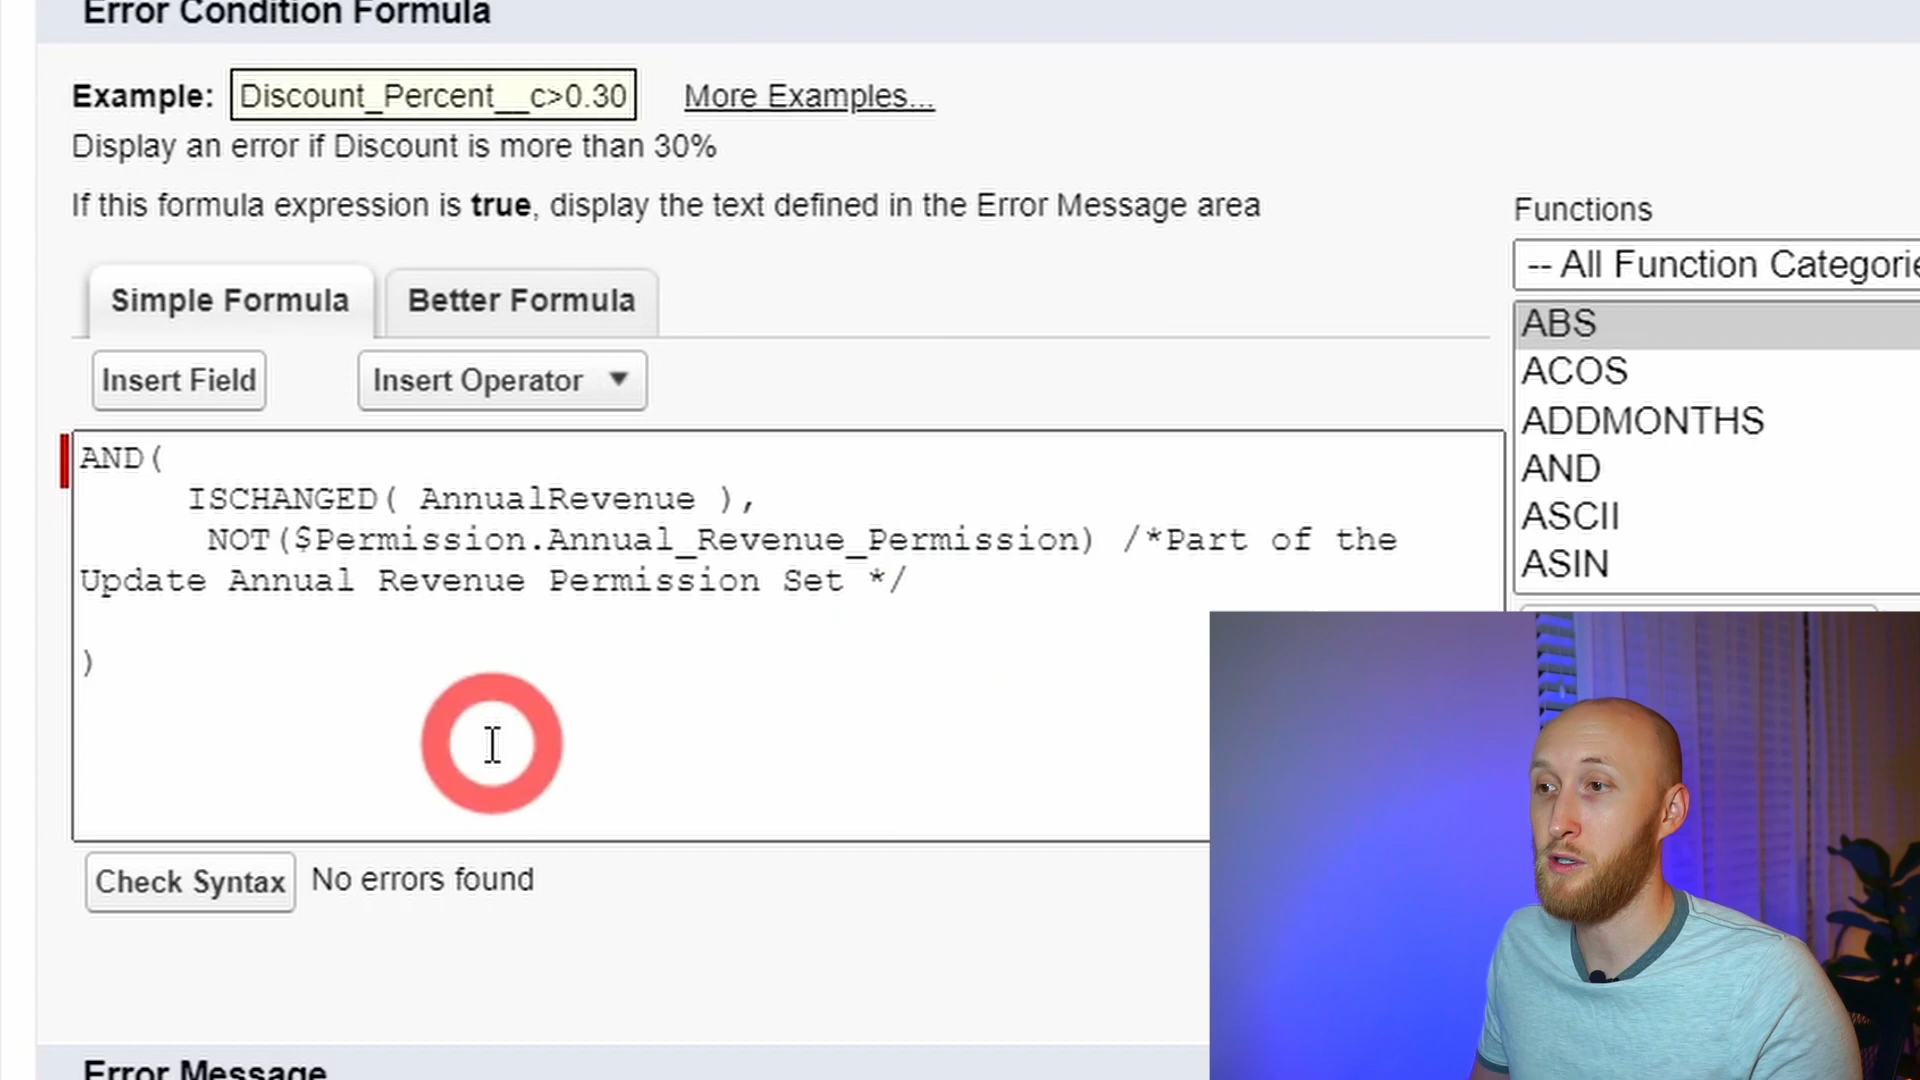 Error Condition Formula
Example: Discount_Percent__c>0.30 More Examples...
Display an error if Discount is more than 30%
If this formula expression is true, display the text defined in the Error Message area
Functions
-- All Function Categorie
Simple Formula Better Formula
ABS
Insert Field Insert Operator
ACOS
ADDMONTHS
AND
ASCII
ASIN
AND(
ISCHANGED( AnnualRevenue ),
NOT($Permission.Annual_Revenue_Permission) /*Part of the
Update Annual Revenue Permission Set */
)
Check Syntax No errors found
Error Message